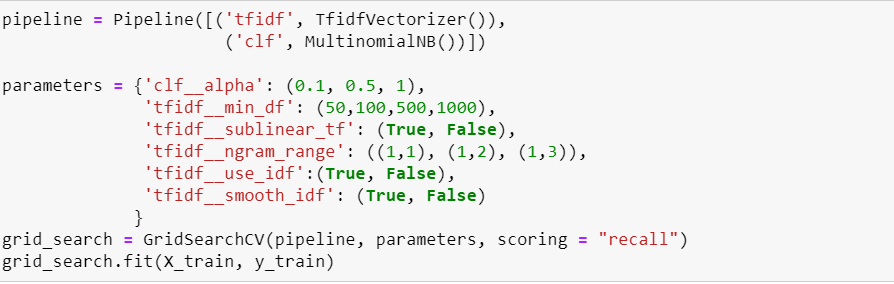 pipeline = Pipeline([('tfidf', TfidfVectorizer()),
                     ('clf', MultinomialNB())])
parameters = {'clf__alpha': (0.1, 0.5, 1),
             'tfidf__min_df': (50,100,500,1000),
             'tfidf__sublinear_tf': (True, False),
             'tfidf__ngram_range': ((1,1), (1,2), (1,3)),
             'tfidf__use_idf':(True, False),
             'tfidf__smooth_idf': (True, False)
            }
grid_search = GridSearchCV(pipeline, parameters, scoring = "recall")
grid_search.fit(X_train, y_train)